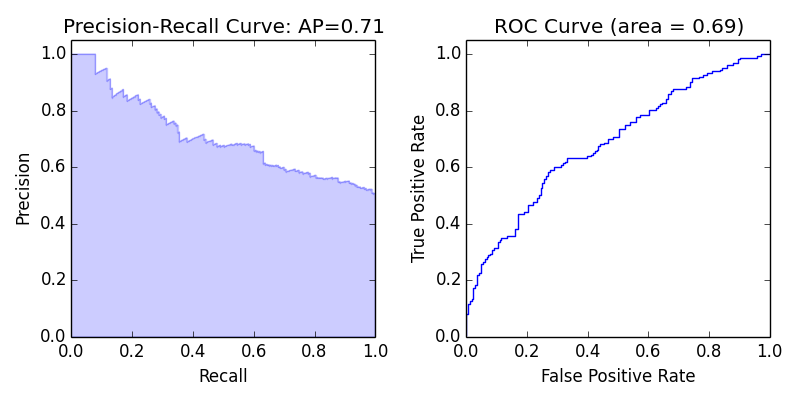 Precision-Recall Curve: AP=0.71
1.0
0.8
0.6
0.4
0.2
0.0
Precision
0.0 0.2 0.4 0.6 0.8 1.0
Recall
ROC Curve (area = 0.69)
1.0
0.8
0.6
0.4
0.2
0.0
True Positive Rate
0.0 0.2 0.4 0.6 0.8 1.0
False Positive Rate